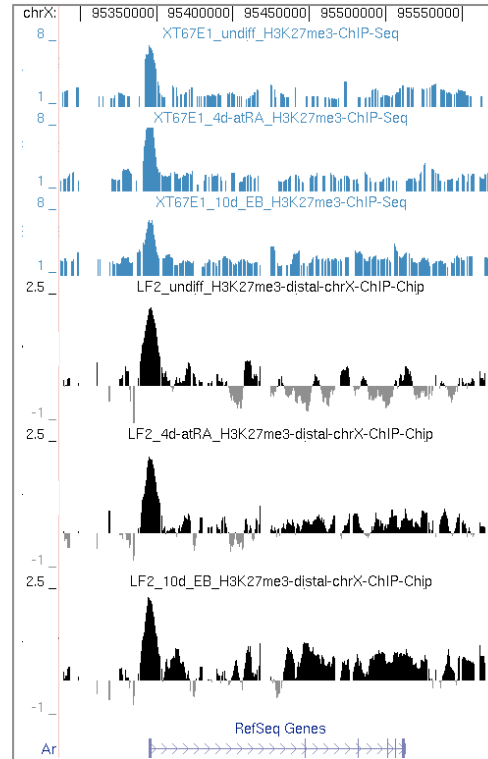 chrX: 95350000 95400000 95450000 95500000 95550000
8 _ XT67E1_undiff_H3K27me3-ChIP-Seq
1 _
8 _ XT67E1_4d-atRA_H3K27me3-ChIP-Seq
1 _
8 _ XT67E1_10d_EB_H3K27me3-ChIP-Seq
1 _
2.5 _ LF2_undiff_H3K27me3-distal-chrX-ChIP-Chip
-1 _
2.5 _ LF2_4d-atRA_H3K27me3-distal-chrX-ChIP-Chip
-1 _
2.5 _ LF2_10d_EB_H3K27me3-distal-chrX-ChIP-Chip
-1 _
RefSeq Genes
Ar